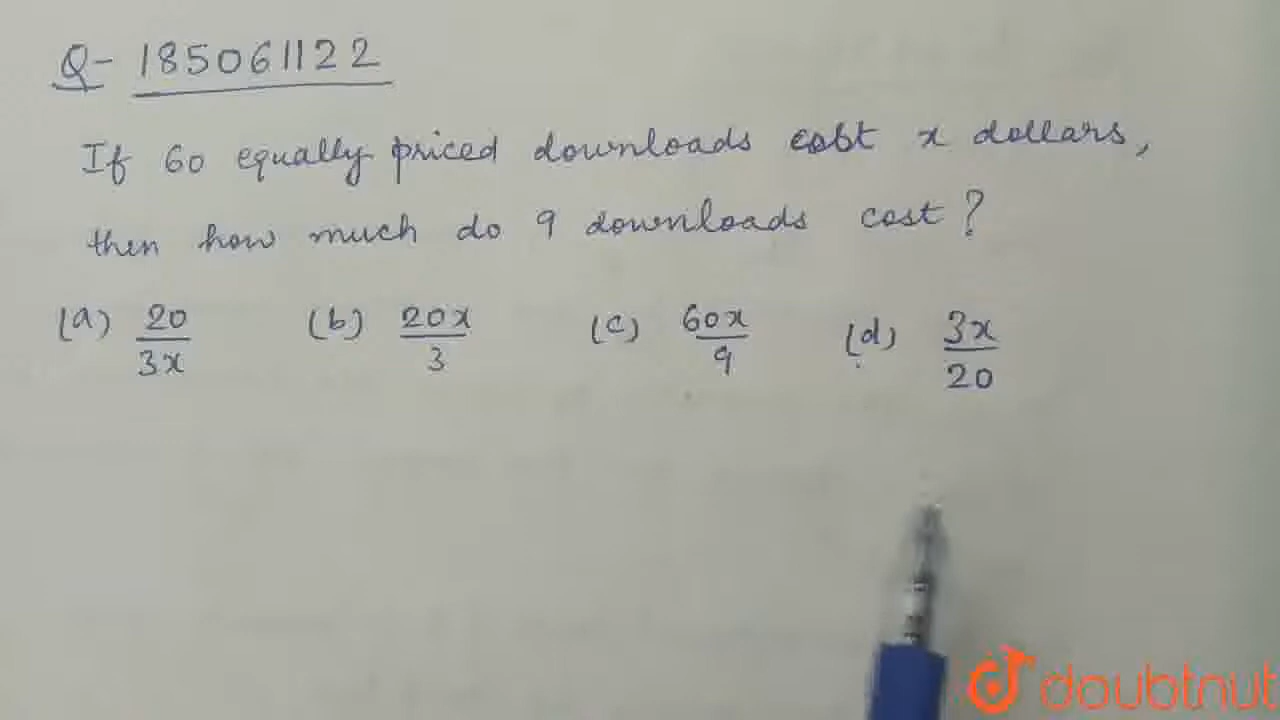 Q- 185061122
If 60 equally priced downloads cost x dollars,
then how much do 9 downloads cost?
(a) 20/3x (b) 20x/3 (c) 60x/9 (d) 3x/20
doubtnut